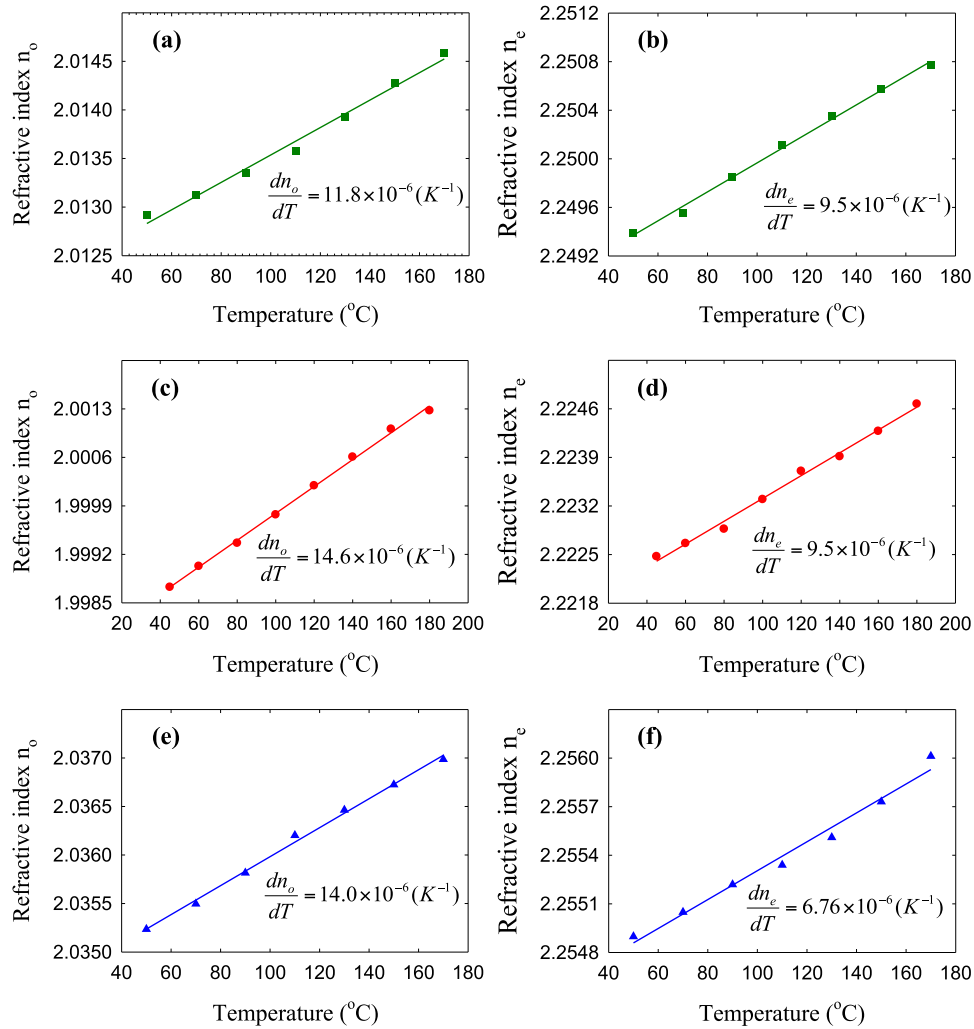 (a)
Refractive index n_o
2.0145
2.0140
2.0135
2.0130
2.0125
dn_o/dT = 11.8×10⁻⁶(K⁻¹)
40 60 80 100 120 140 160 180
Temperature (°C)
(b)
Refractive index n_e
2.2512
2.2508
2.2504
2.2500
2.2496
2.2492
dn_e/dT = 9.5×10⁻⁶(K⁻¹)
40 60 80 100 120 140 160 180
Temperature (°C)
(c)
Refractive index n_o
2.0013
2.0006
1.9999
1.9992
1.9985
dn_o/dT = 14.6×10⁻⁶(K⁻¹)
20 40 60 80 100 120 140 160 180 200
Temperature (°C)
(d)
Refractive index n_e
2.2246
2.2239
2.2232
2.2225
2.2218
dn_e/dT = 9.5×10⁻⁶(K⁻¹)
20 40 60 80 100 120 140 160 180 200
Temperature (°C)
(e)
Refractive index n_o
2.0370
2.0365
2.0360
2.0355
2.0350
dn_o/dT = 14.0×10⁻⁶(K⁻¹)
40 60 80 100 120 140 160 180
Temperature (°C)
(f)
Refractive index n_e
2.2560
2.2557
2.2554
2.2551
2.2548
dn_e/dT = 6.76×10⁻⁶(K⁻¹)
40 60 80 100 120 140 160 180
Temperature (°C)